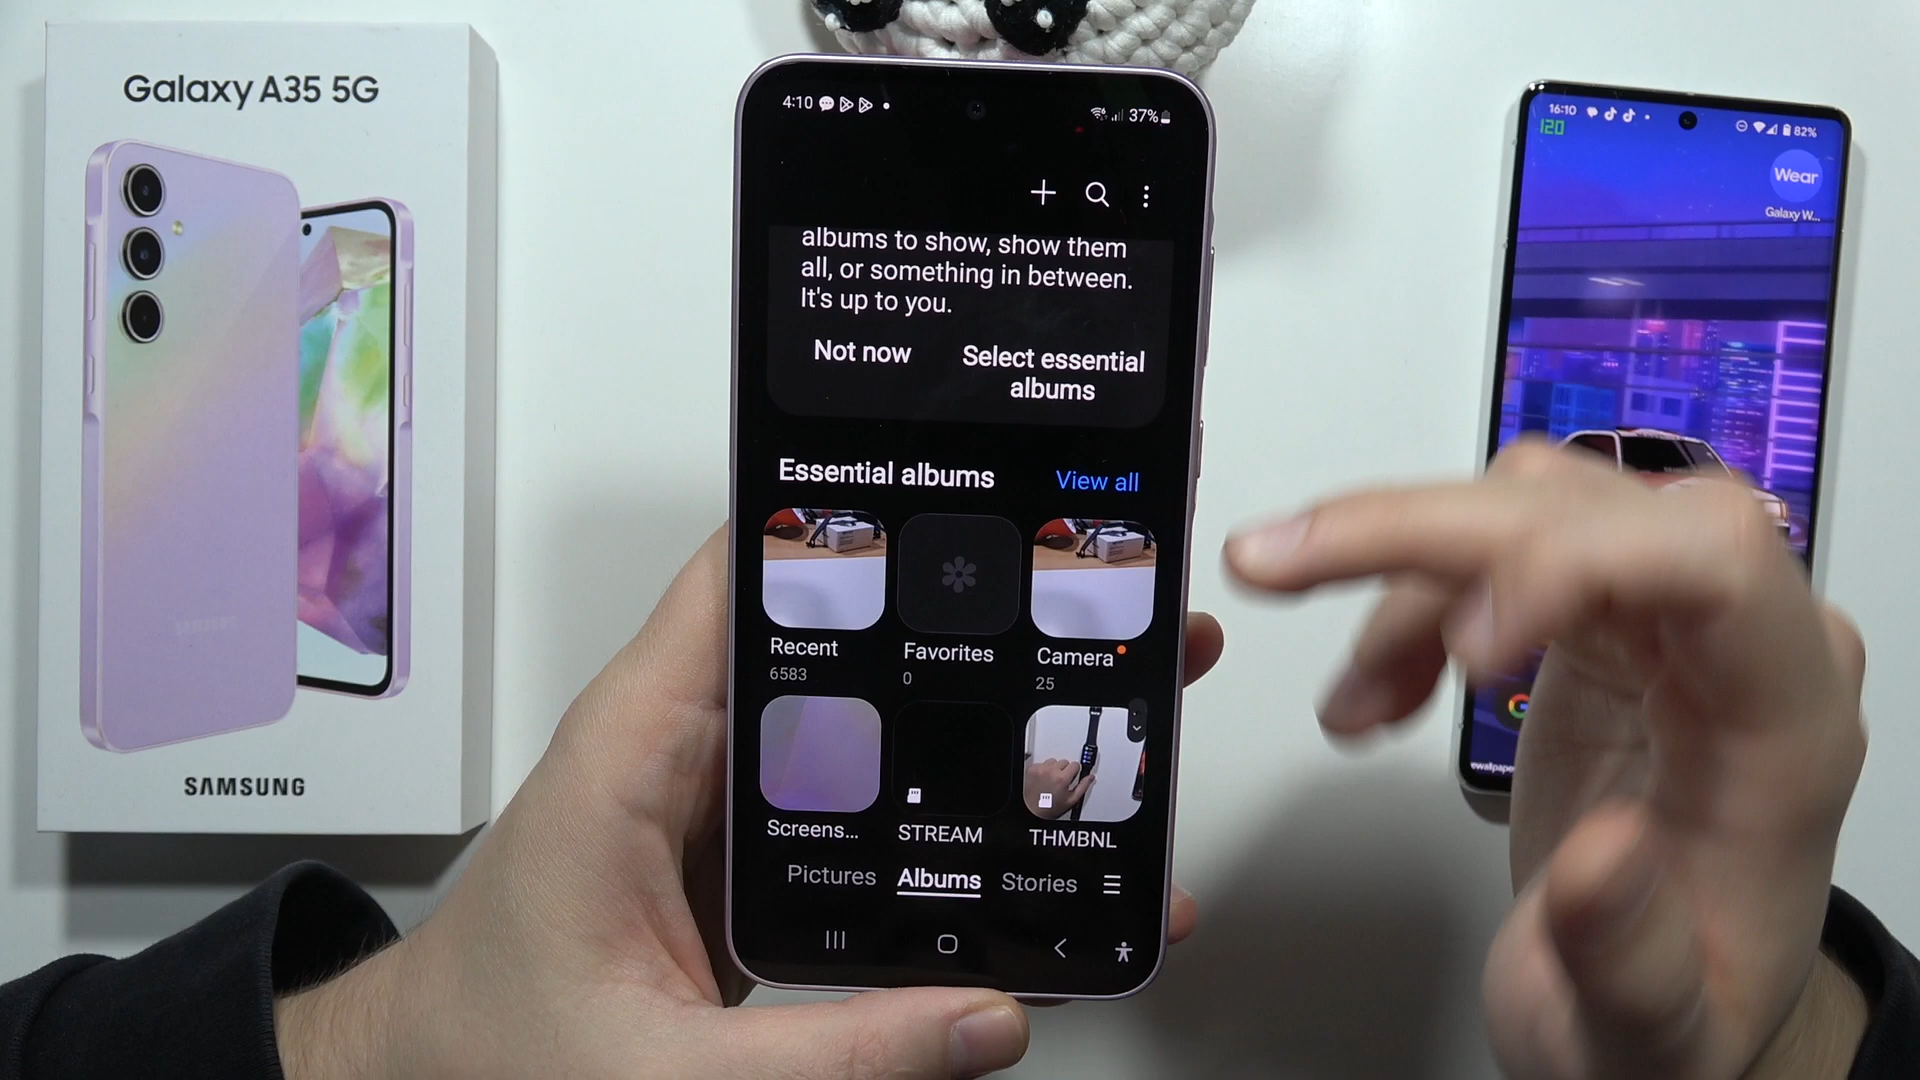 Galaxy A35 5G
SAMSUNG
4:10
37%
albums to show, show them
all, or something in between.
It's up to you.
Not now
Select essential
albums
Essential albums
View all
Recent
6583
Favorites
0
Camera
25
Screens...
STREAM
THMBNL
Pictures
Albums
Stories
16:10
82%
120
Wear
Galaxy W...